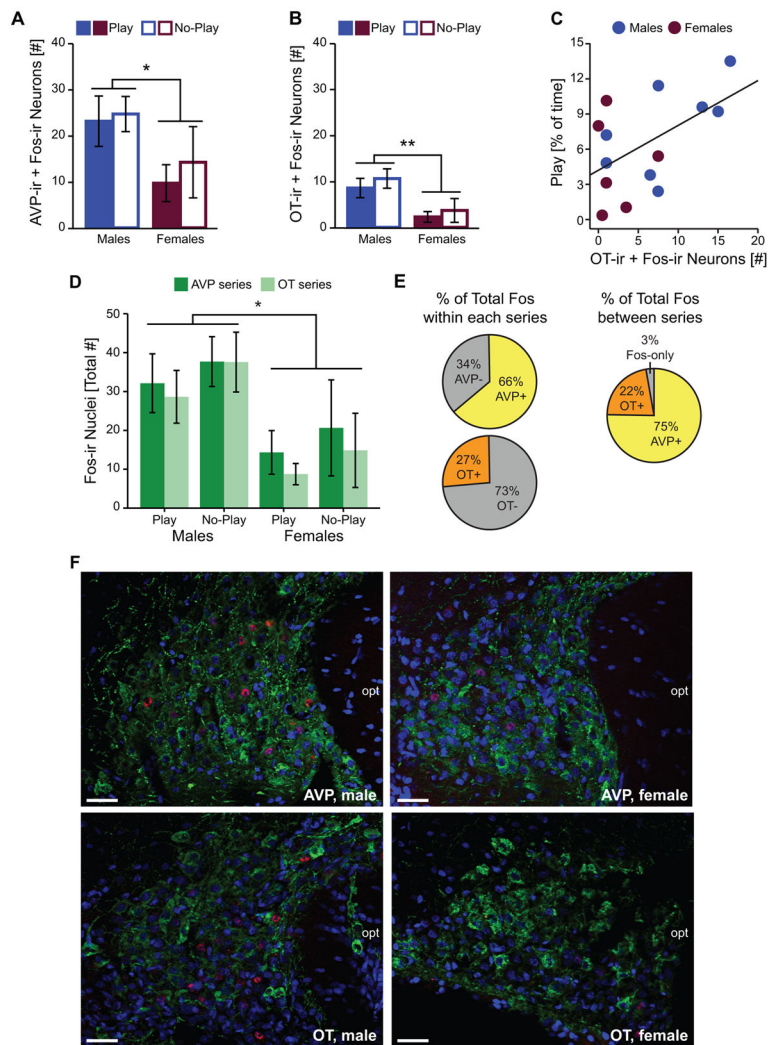 A
Play No-Play
AVP-ir + Fos-ir Neurons [#]
40
30
20
10
0
*
Males Females
B
Play No-Play
OT-ir + Fos-ir Neurons [#]
40
30
20
10
0
**
Males Females
C
Males Females
Play [% of time]
15
12
9
6
3
0
0 5 10 15 20
OT-ir + Fos-ir Neurons [#]
D
AVP series OT series
Fos-ir Nuclei [Total #]
50
40
30
20
10
0
*
Play No-Play Play No-Play
Males Females
E
% of Total Fos
within each series
34%
AVP-
66%
AVP+
27%
OT+
73%
OT-
% of Total Fos
between series
3%
Fos-only
22%
OT+
75%
AVP+
F
opt
AVP, male
opt
AVP, female
opt
OT, male
opt
OT, female